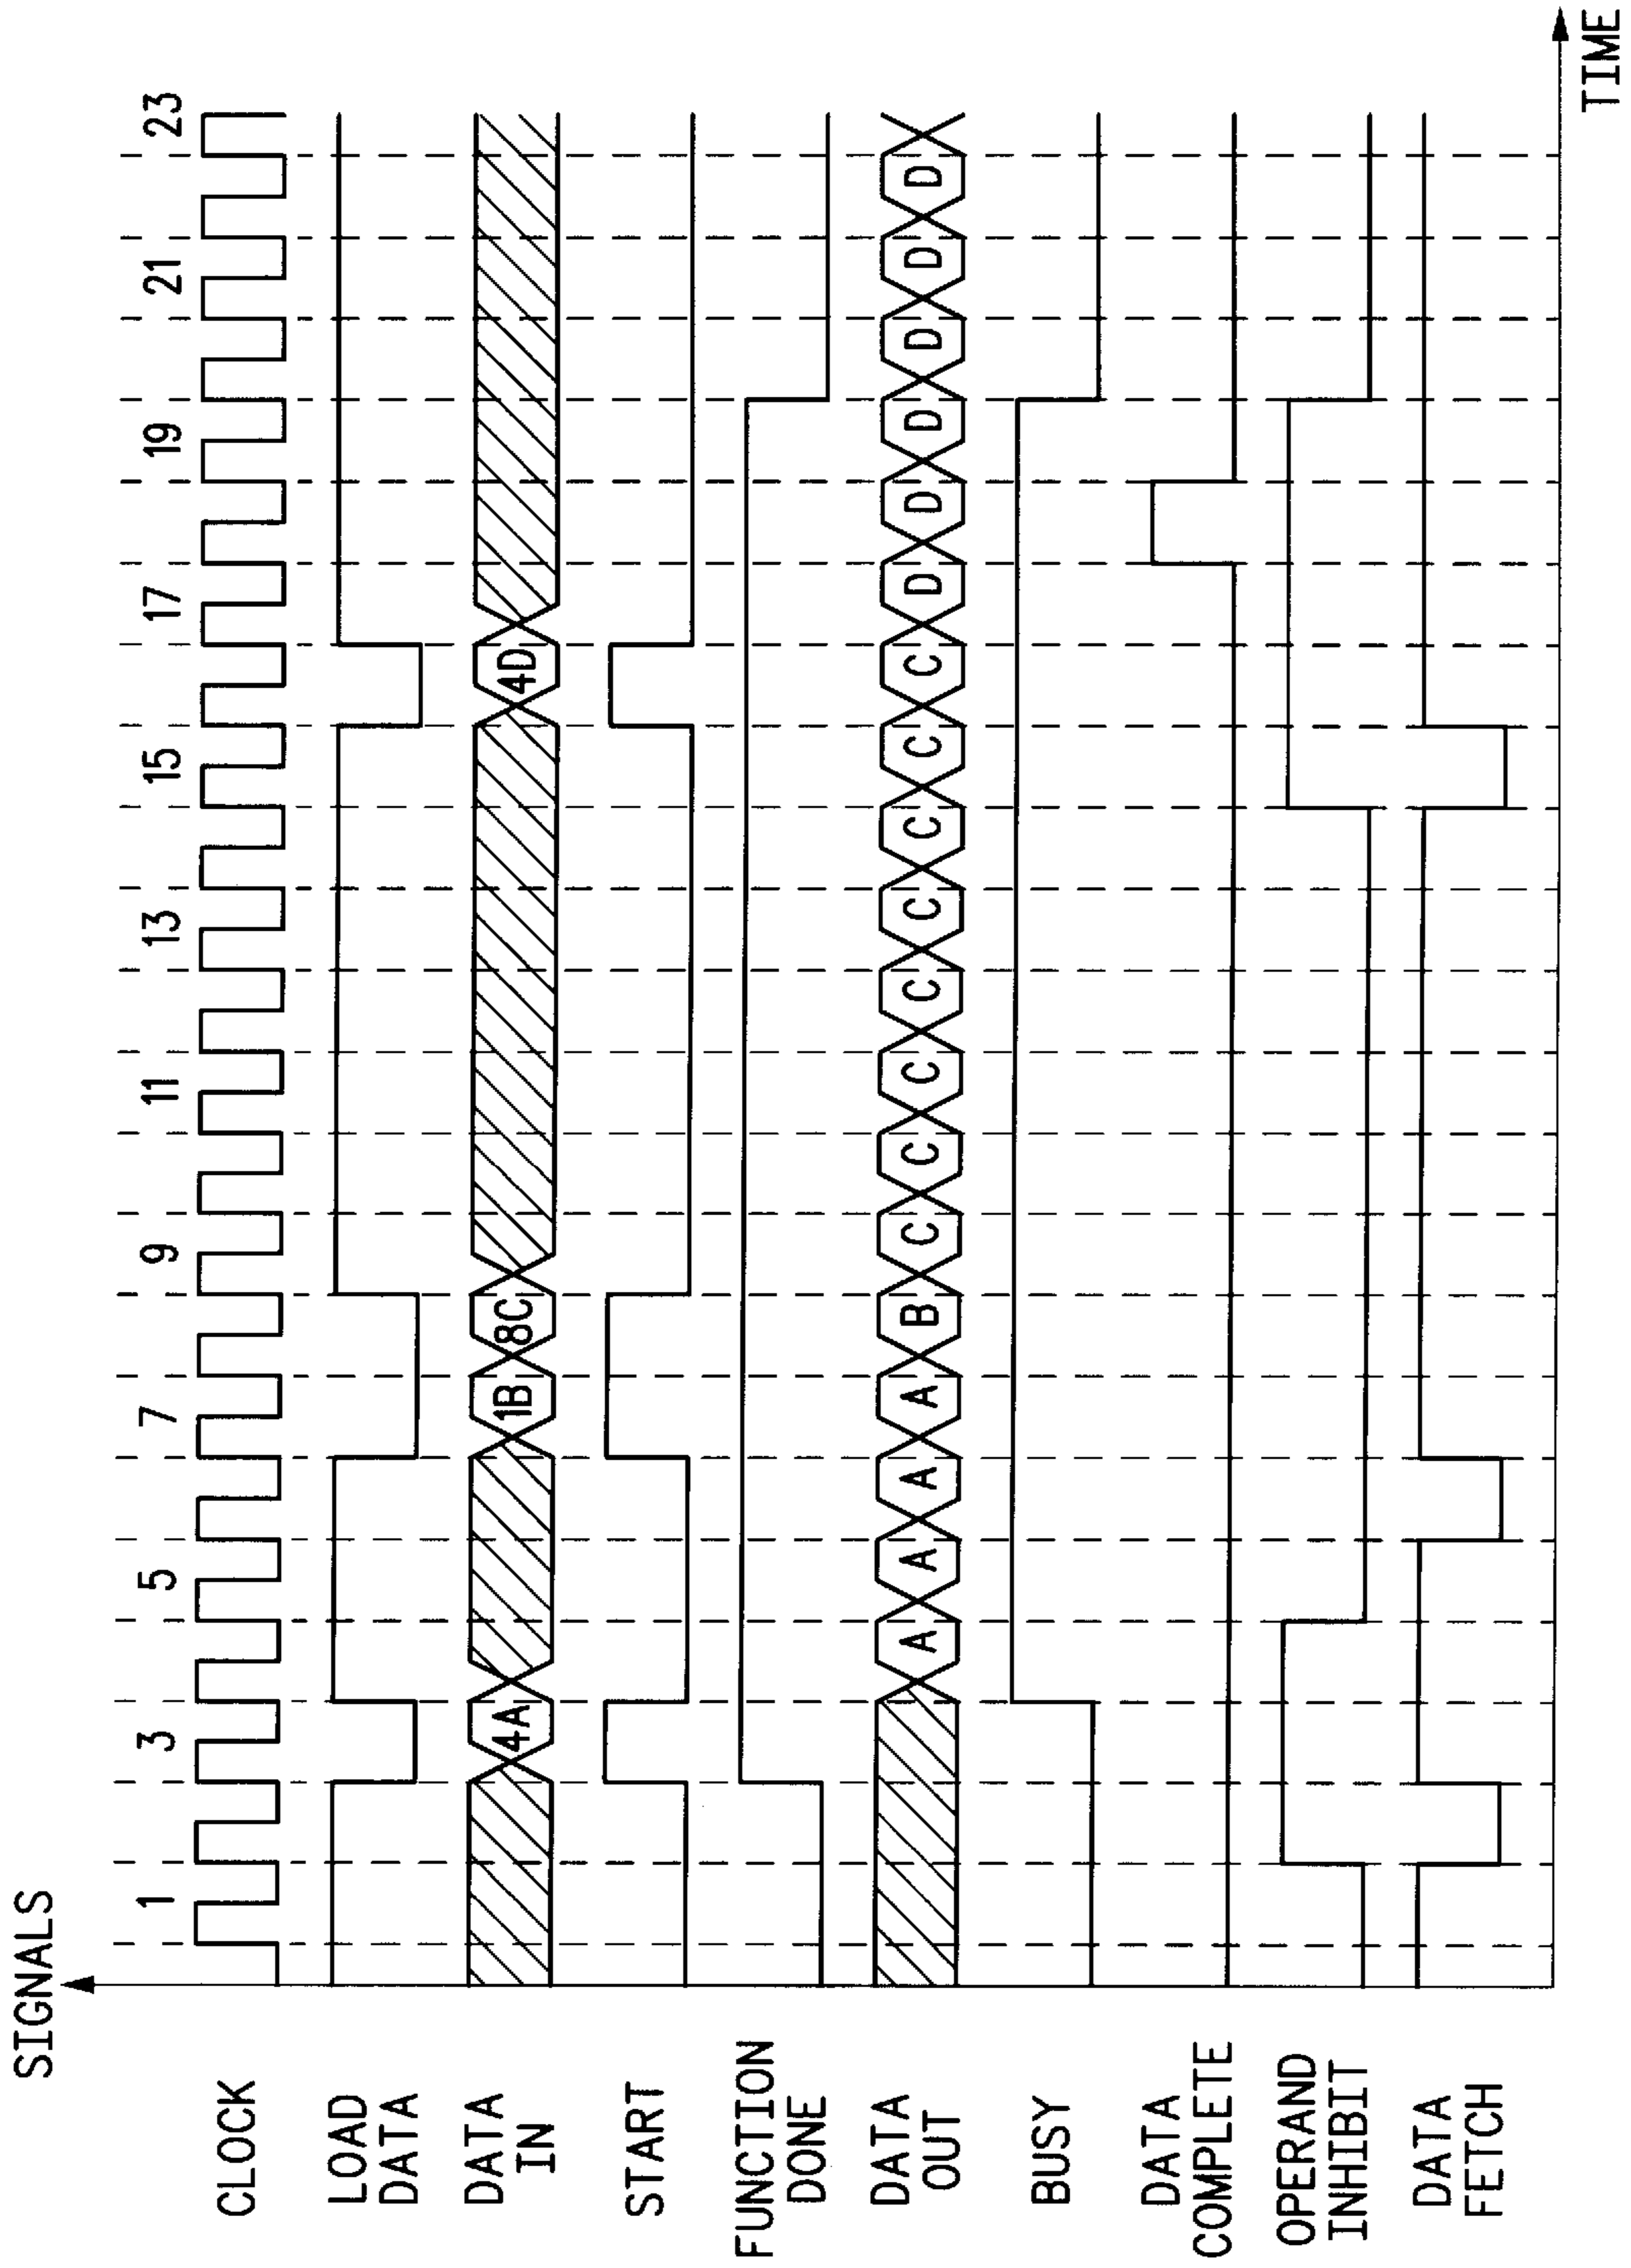 SIGNALS
1 3 5 7 9 11 13 15 17 19 21 23
CLOCK
LOAD
DATA
DATA
IN
4A 1B 8C 4D
START
FUNCTION
DONE
DATA
OUT
A A A A B C C C C C C C C D D D D D D
BUSY
DATA
COMPLETE
OPERAND
INHIBIT
DATA
FETCH
TIME